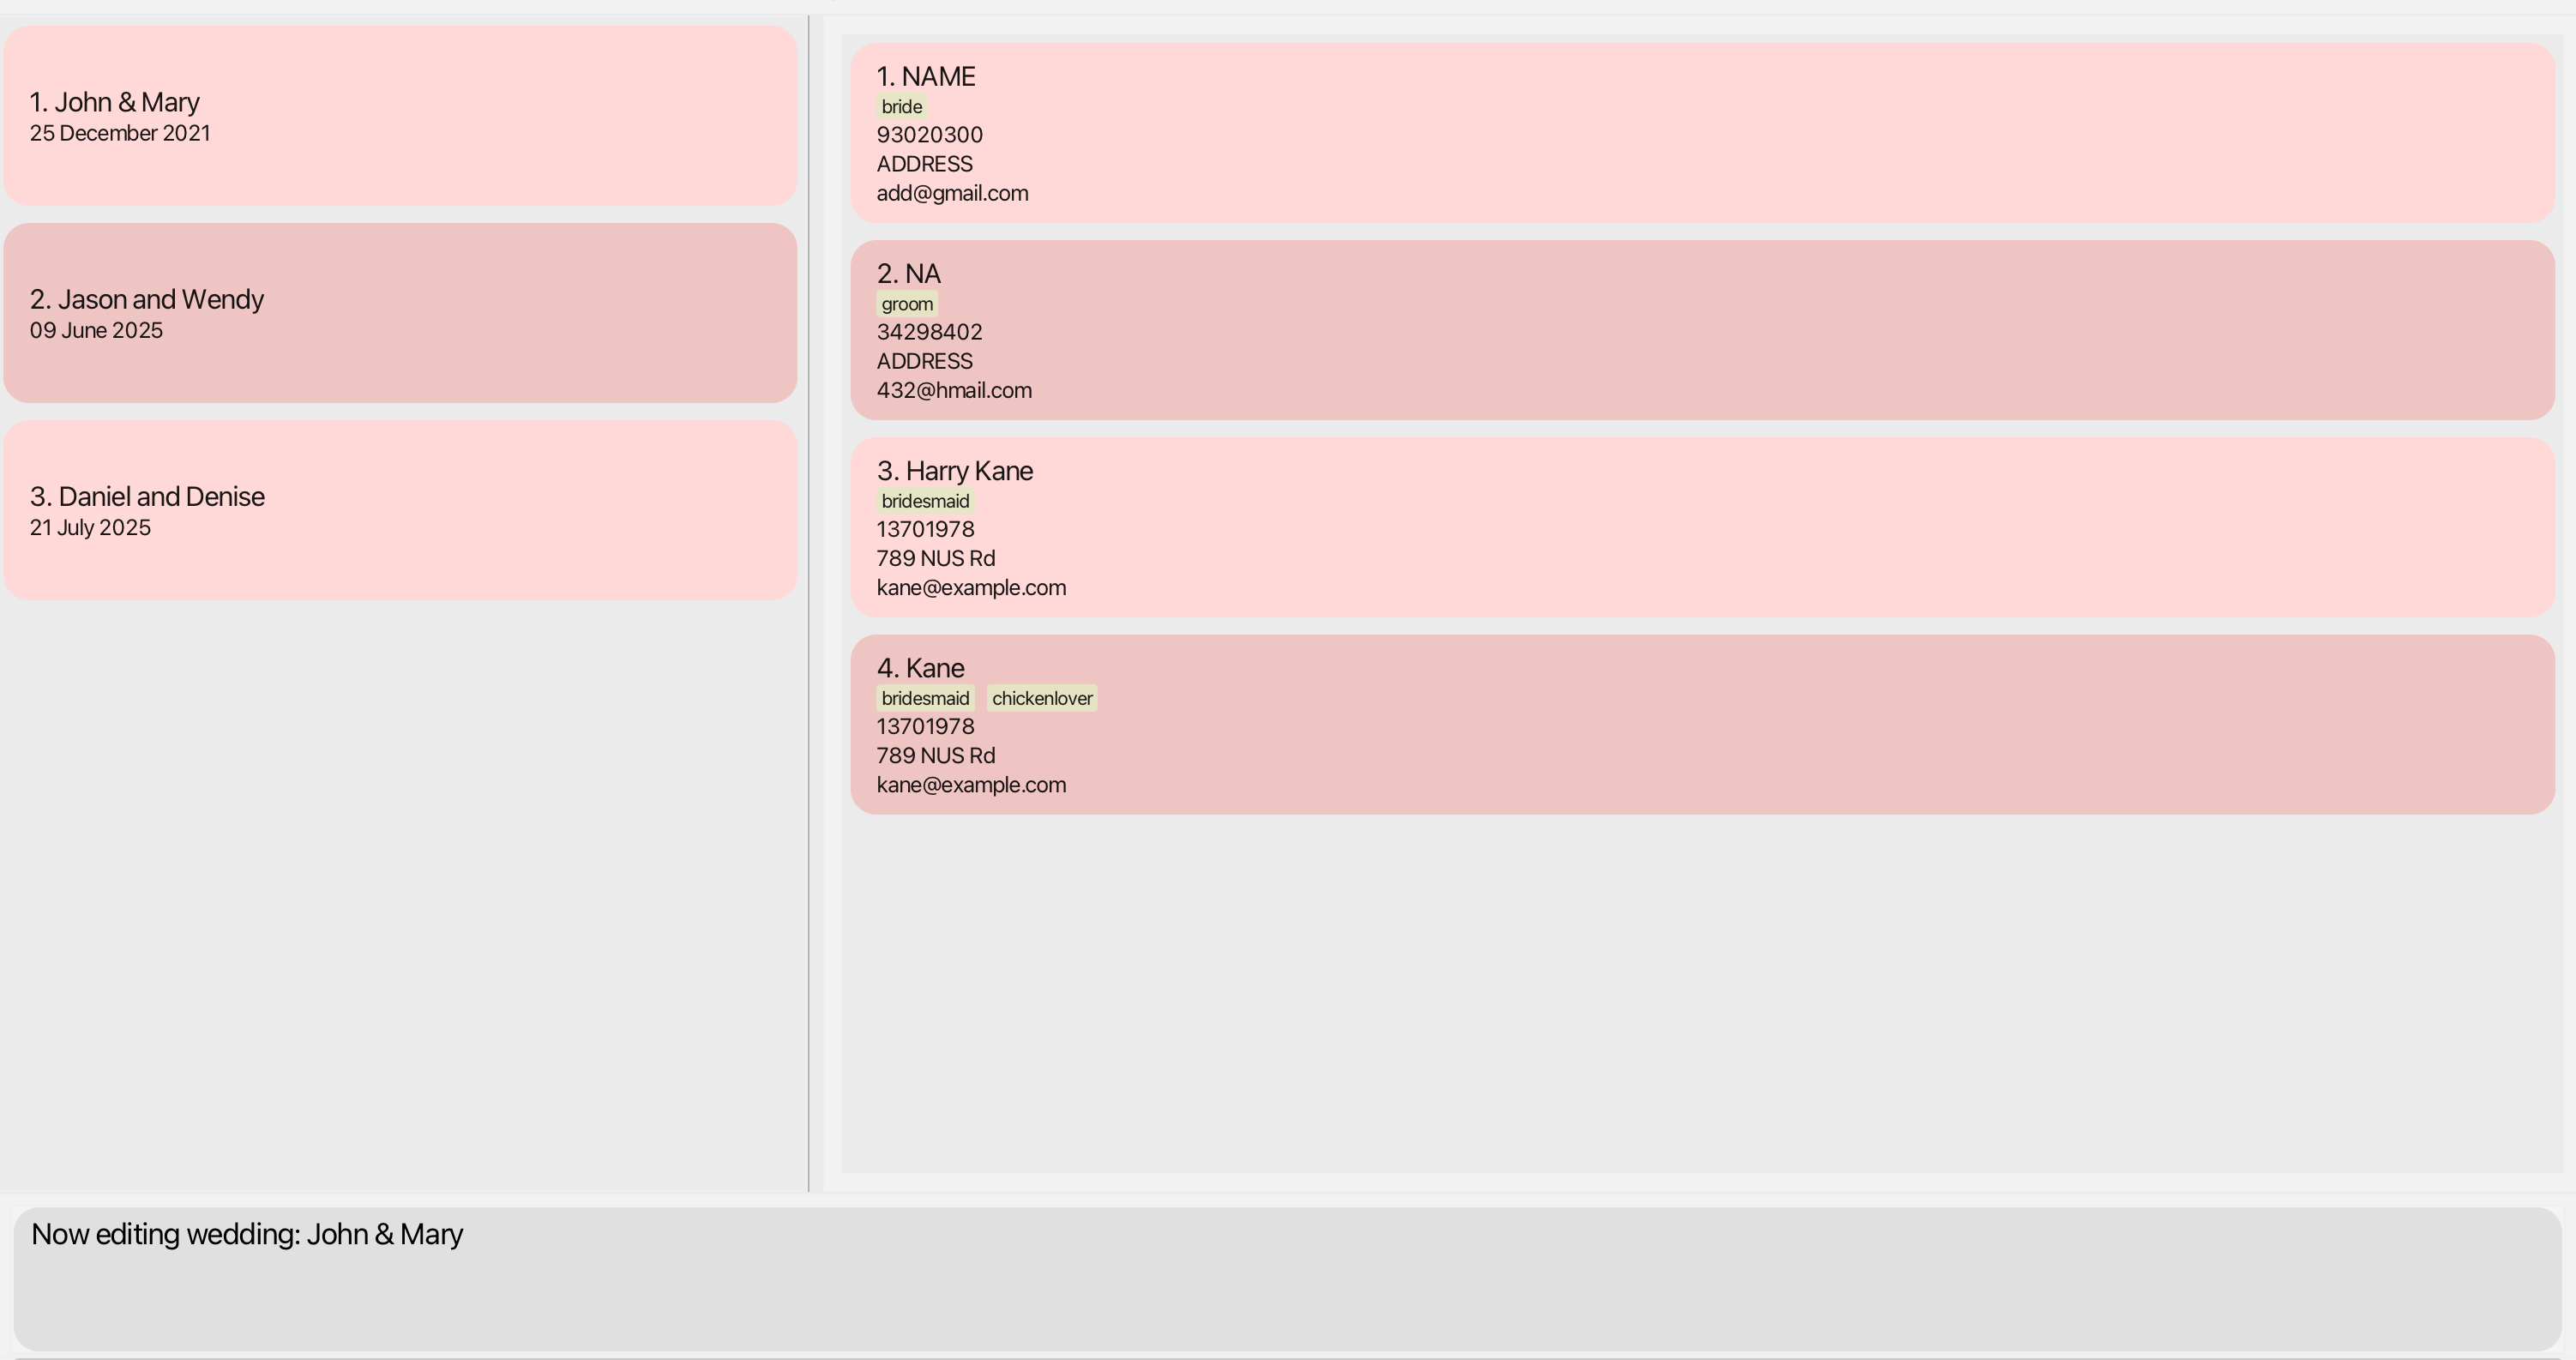 1. John & Mary
25 December 2021
2. Jason and Wendy
09 June 2025
3. Daniel and Denise
21 July 2025
1. NAME
bride
93020300
ADDRESS
add@gmail.com
2. NA
groom
34298402
ADDRESS
432@hmail.com
3. Harry Kane
bridesmaid
13701978
789 NUS Rd
kane@example.com
4. Kane
bridesmaid chickenlover
13701978
789 NUS Rd
kane@example.com
Now editing wedding: John & Mary